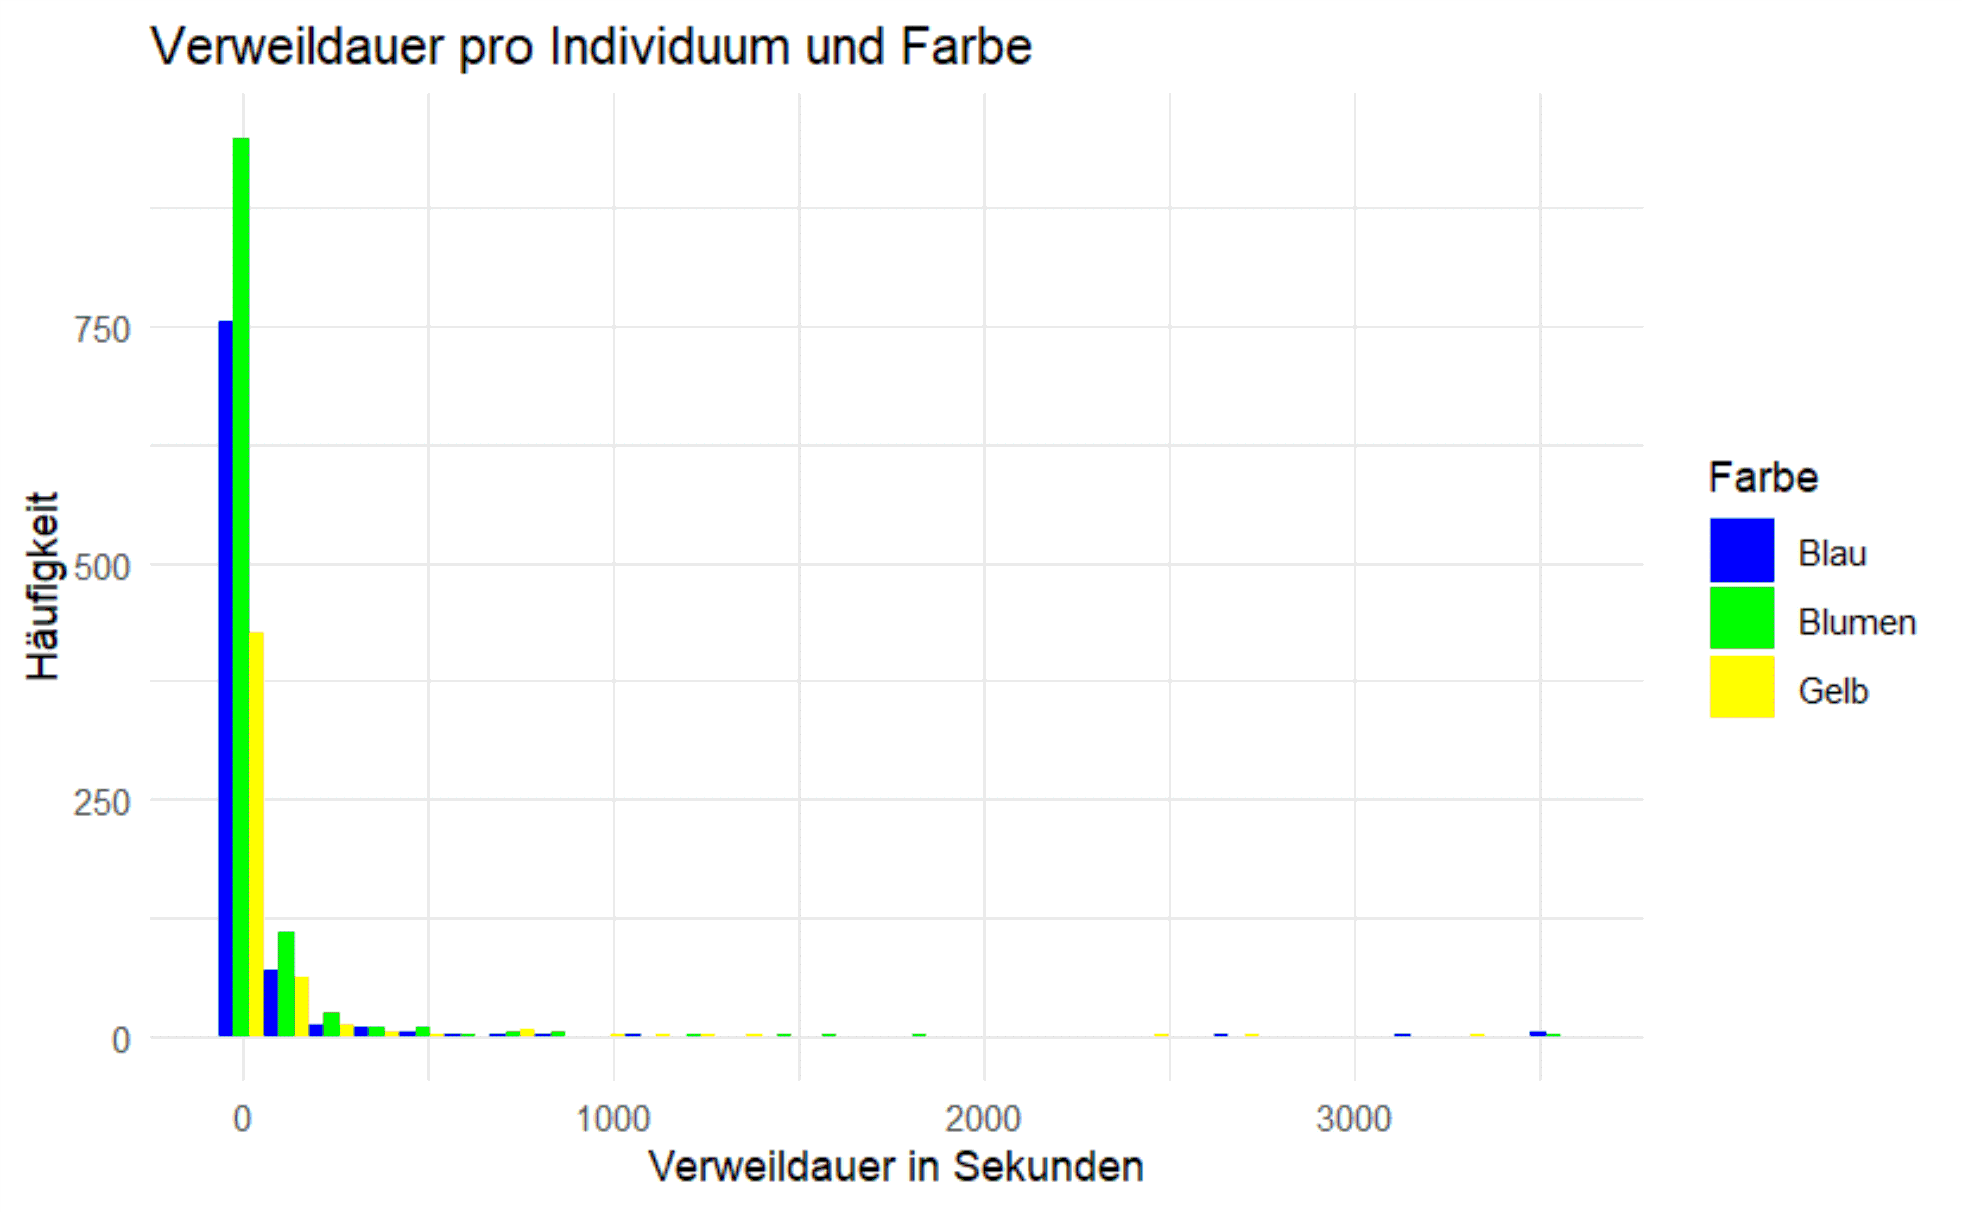 Verweildauer pro Individuum und Farbe
Häufigkeit
750
500
250
0
0 1000 2000 3000
Verweildauer in Sekunden
Farbe
Blau
Blumen
Gelb